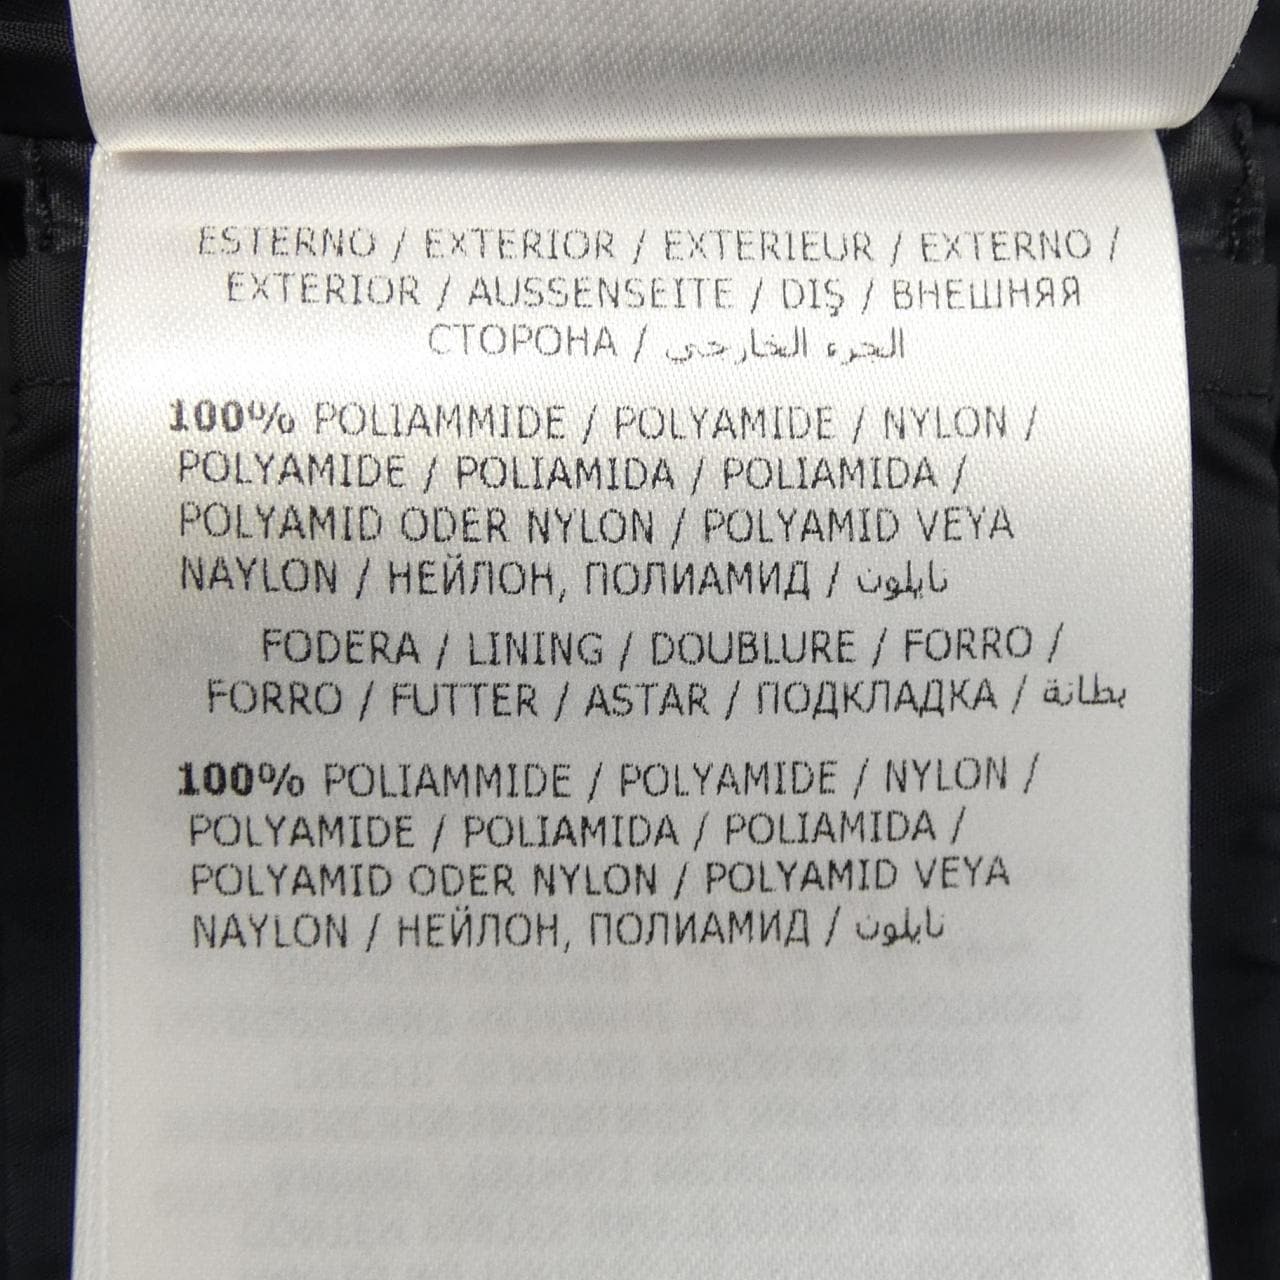 ESTERNO / EXTERIOR / EXTERIEUR / EXTERNO /
EXTERIOR / AUSSENSEITE / DIŞ / ВНЕШНЯЯ
СТОРОНА / الجزء الخارجي
100% POLIAMMIDE / POLYAMIDE / NYLON /
POLYAMIDE / POLIAMIDA / POLIAMIDA /
POLYAMID ODER NYLON / POLYAMID VEYA
NAYLON / НЕЙЛОН, ПОЛИАМИД / نايلون
FODERA / LINING / DOUBLURE / FORRO /
FORRO / FUTTER / ASTAR / ПОДКЛАДКА / بطانة
100% POLIAMMIDE / POLYAMIDE / NYLON /
POLYAMIDE / POLIAMIDA / POLIAMIDA /
POLYAMID ODER NYLON / POLYAMID VEYA
NAYLON / НЕЙЛОН, ПОЛИАМИД / نايلون